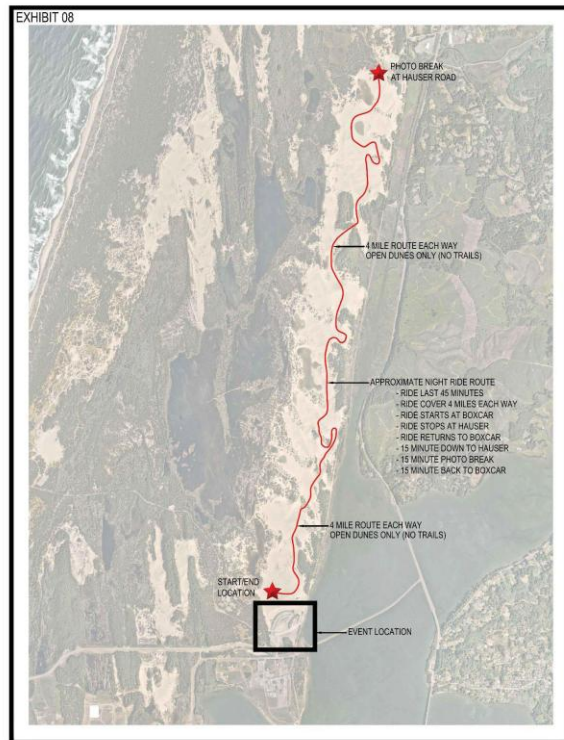 EXHIBIT 08
PHOTO BREAK
AT HAUSER ROAD
4 MILE ROUTE EACH WAY
OPEN DUNES ONLY (NO TRAILS)
APPROXIMATE NIGHT RIDE ROUTE
- RIDE LAST 45 MINUTES
- RIDE COVER 4 MILES EACH WAY
- RIDE STARTS AT BOXCAR
- RIDE STOPS AT HAUSER
- RIDE RETURNS TO BOXCAR
- 15 MINUTE DOWN TO HAUSER
- 15 MINUTE PHOTO BREAK
- 15 MINUTE BACK TO BOXCAR
4 MILE ROUTE EACH WAY
OPEN DUNES ONLY (NO TRAILS)
START/END
LOCATION
EVENT LOCATION